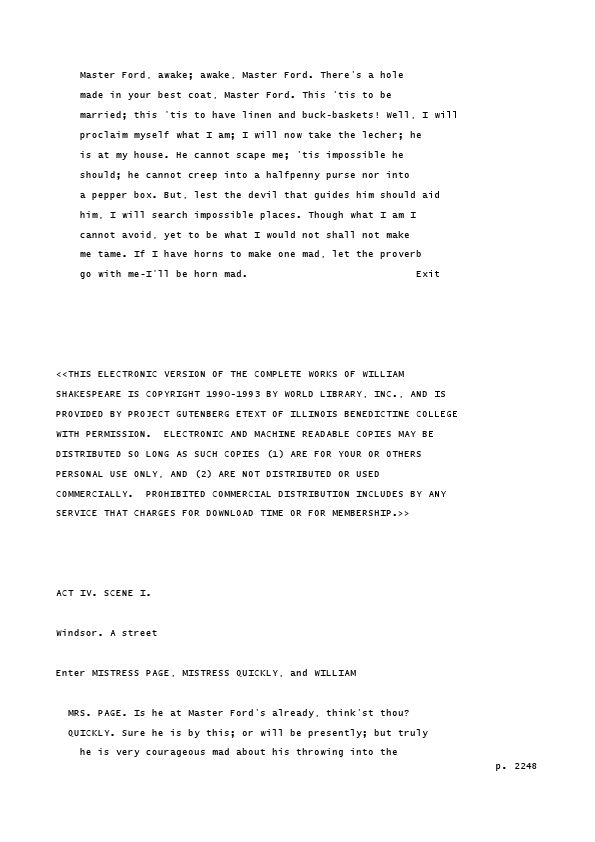 Master Ford, awake; awake, Master Ford. There's a hole
made in your best coat, Master Ford. This 'tis to be
married; this 'tis to have linen and buck-baskets! Well, I will
proclaim myself what I am; I will now take the lecher; he
is at my house. He cannot scape me; 'tis impossible he
should; he cannot creep into a halfpenny purse nor into
a pepper box. But, lest the devil that guides him should aid
him, I will search impossible places. Though what I am I
cannot avoid, yet to be what I would not shall not make
me tame. If I have horns to make one mad, let the proverb
go with me-I'll be horn mad. Exit
<<THIS ELECTRONIC VERSION OF THE COMPLETE WORKS OF WILLIAM
SHAKESPEARE IS COPYRIGHT 1990-1993 BY WORLD LIBRARY, INC., AND IS
PROVIDED BY PROJECT GUTENBERG ETEXT OF ILLINOIS BENEDICTINE COLLEGE
WITH PERMISSION. ELECTRONIC AND MACHINE READABLE COPIES MAY BE
DISTRIBUTED SO LONG AS SUCH COPIES (1) ARE FOR YOUR OR OTHERS
PERSONAL USE ONLY, AND (2) ARE NOT DISTRIBUTED OR USED
COMMERCIALLY. PROHIBITED COMMERCIAL DISTRIBUTION INCLUDES BY ANY
SERVICE THAT CHARGES FOR DOWNLOAD TIME OR FOR MEMBERSHIP.>>
ACT IV. SCENE I.
Windsor. A street
Enter MISTRESS PAGE, MISTRESS QUICKLY, and WILLIAM
MRS. PAGE. Is he at Master Ford's already, think'st thou?
QUICKLY. Sure he is by this; or will be presently; but truly
he is very courageous mad about his throwing into the
p. 2248